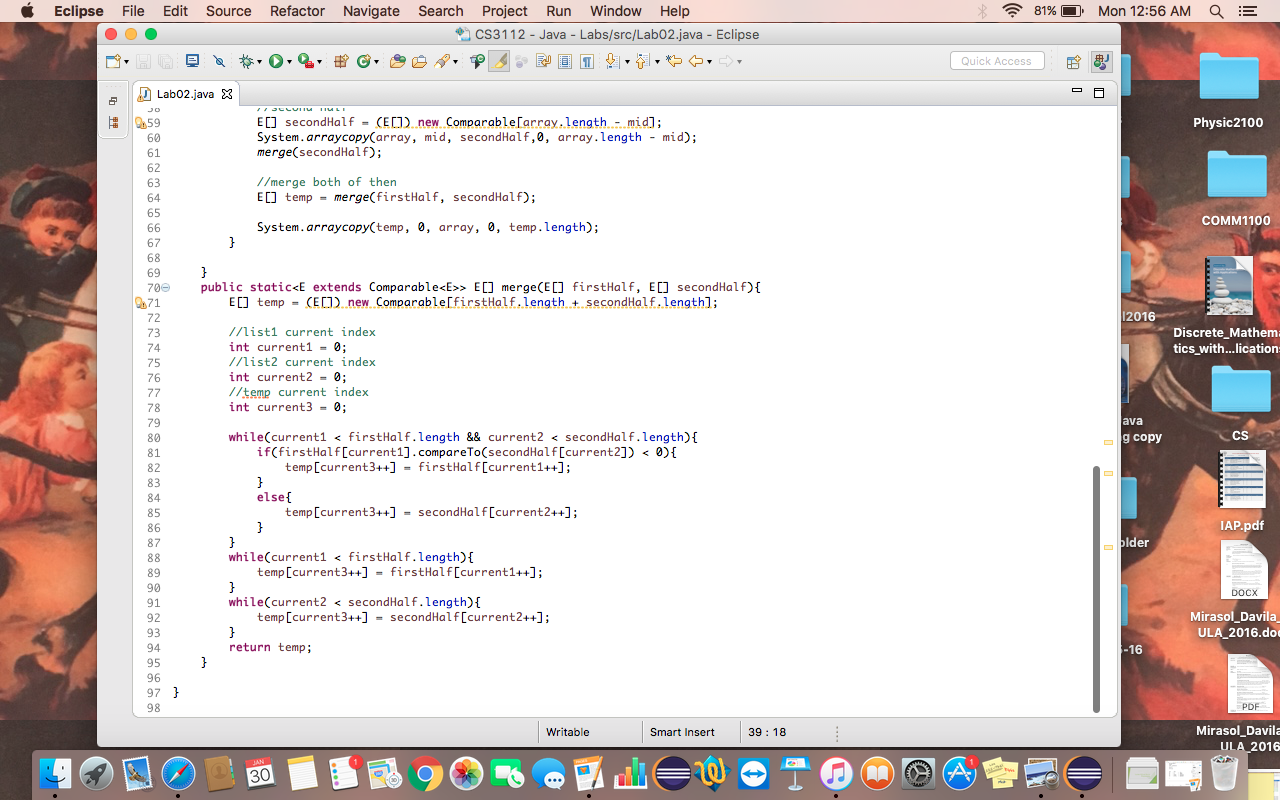 Eclipse File Edit Source Refactor Navigate Search Project Run Window Help 81% Mon 12:56 AM
CS3112 - Java - Labs/src/Lab02.java - Eclipse
Quick Access
Lab02.java
58 //second half
59 E[] secondHalf = (E[]) new Comparable[array.length - mid];
60 System.arraycopy(array, mid, secondHalf,0, array.length - mid);
61 merge(secondHalf);
62
63 //merge both of then
64 E[] temp = merge(firstHalf, secondHalf);
65
66 System.arraycopy(temp, 0, array, 0, temp.length);
67 }
68
69 }
70 public static<E extends Comparable<E>> E[] merge(E[] firstHalf, E[] secondHalf){
71 E[] temp = (E[]) new Comparable[firstHalf.length + secondHalf.length];
72
73 //list1 current index
74 int current1 = 0;
75 //list2 current index
76 int current2 = 0;
77 //temp current index
78 int current3 = 0;
79
80 while(current1 < firstHalf.length && current2 < secondHalf.length){
81 if(firstHalf[current1].compareTo(secondHalf[current2]) < 0){
82 temp[current3++] = firstHalf[current1++];
83 }
84 else{
85 temp[current3++] = secondHalf[current2++];
86 }
87 }
88 while(current1 < firstHalf.length){
89 temp[current3++] = firstHalf[current1++];
90 }
91 while(current2 < secondHalf.length){
92 temp[current3++] = secondHalf[current2++];
93 }
94 return temp;
95 }
96
97 }
98
Writable Smart Insert 39 : 18
Physic2100
COMM1100
l2016
Discrete_Mathema
tics_with...lications
ava
g copy
CS
IAP.pdf
older
DOCX
Mirasol_Davila_
ULA_2016.doc
5-16
PDF
Mirasol_Davila_
ULA_2016
JAN
30
1
1